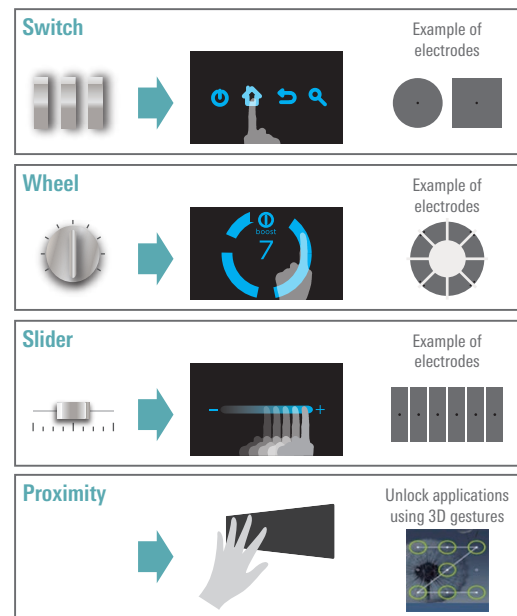 Switch
Example of
electrodes
Wheel
Example of
electrodes
boost
7
Slider
Example of
electrodes
-
+
Proximity
Unlock applications
using 3D gestures